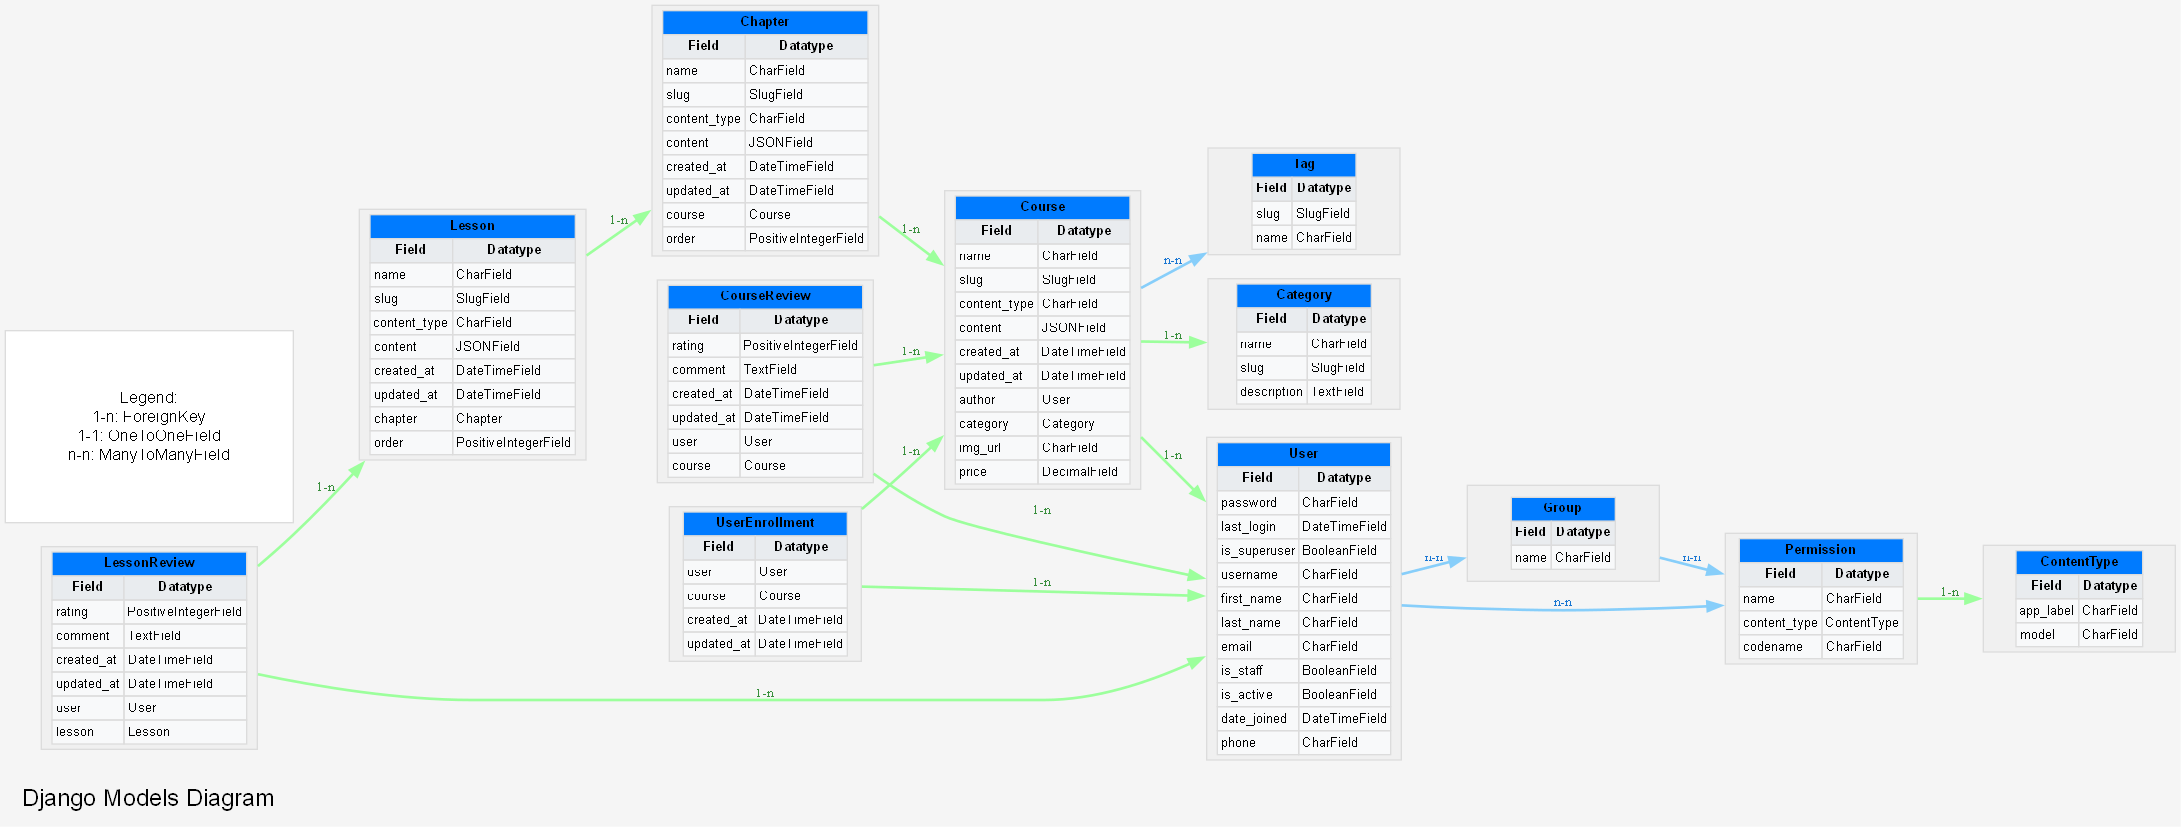 Chapter
Field Datatype
name CharField
slug SlugField
content_type CharField
content JSONField
created_at DateTimeField
updated_at DateTimeField
course Course
order PositiveIntegerField
Lesson
Field Datatype
name CharField
slug SlugField
content_type CharField
content JSONField
created_at DateTimeField
updated_at DateTimeField
chapter Chapter
order PositiveIntegerField
CourseReview
Field Datatype
rating PositiveIntegerField
comment TextField
created_at DateTimeField
updated_at DateTimeField
user User
course Course
Course
Field Datatype
name CharField
slug SlugField
content_type CharField
content JSONField
created_at DateTimeField
updated_at DateTimeField
author User
category Category
img_url CharField
price DecimalField
Tag
Field Datatype
slug SlugField
name CharField
Category
Field Datatype
name CharField
slug SlugField
description TextField
User
Field Datatype
password CharField
last_login DateTimeField
is_superuser BooleanField
username CharField
first_name CharField
last_name CharField
email CharField
is_staff BooleanField
is_active BooleanField
date_joined DateTimeField
phone CharField
Group
Field Datatype
name CharField
Permission
Field Datatype
name CharField
content_type ContentType
codename CharField
ContentType
Field Datatype
app_label CharField
model CharField
UserEnrollment
Field Datatype
user User
course Course
created_at DateTimeField
updated_at DateTimeField
LessonReview
Field Datatype
rating PositiveIntegerField
comment TextField
created_at DateTimeField
updated_at DateTimeField
user User
lesson Lesson
Legend:
1-n: ForeignKey
1-1: OneToOneField
n-n: ManyToManyField
1-n
1-n
1-n
1-n
1-n
n-n
1-n
1-n
1-n
1-n
1-n
n-n
n-n
n-n
1-n
Django Models Diagram